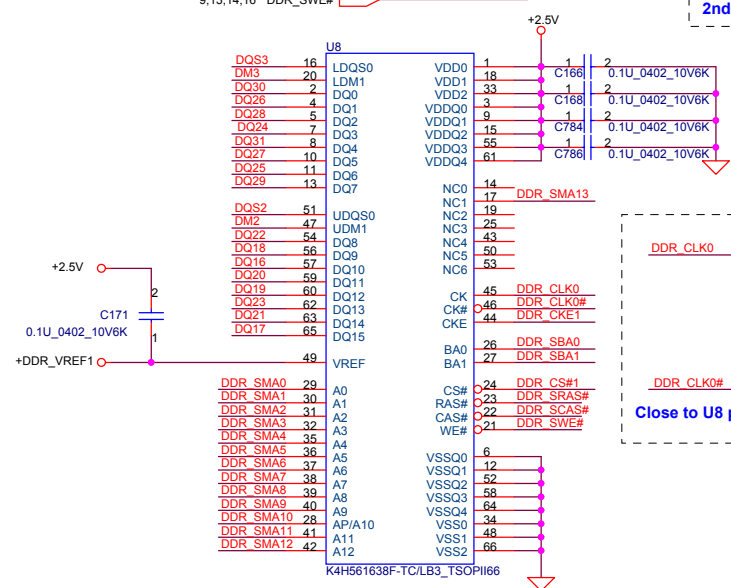 9,13,14,16 DDR_SWE#
2nd
+2.5V
U8
DQS3 16 LDQS0 VDD0 1 1 C166 2 0.1U_0402_10V6K
DM3 20 LDM1 VDD1 18
DQ30 2 DQ0 VDD2 33 1 C168 2 0.1U_0402_10V6K
DQ26 4 DQ1 VDDQ0 3
DQ28 5 DQ2 VDDQ1 9 1 C784 2 0.1U_0402_10V6K
DQ24 7 DQ3 VDDQ2 15
DQ31 8 DQ4 VDDQ3 55 1 C786 2 0.1U_0402_10V6K
DQ27 10 DQ5 VDDQ4 61
DQ25 11 DQ6
DQ29 13 DQ7 NC0 14
NC1 17 DDR_SMA13
DQS2 51 UDQS0 NC2 19
DM2 47 UDM1 NC3 25
DQ22 54 DQ8 NC4 43
DQ18 56 DQ9 NC5 50
DQ16 57 DQ10 NC6 53
DQ20 59 DQ11
DQ19 60 DQ12 CK 45 DDR_CLK0
DQ23 62 DQ13 CK# 46 DDR_CLK0#
DQ21 63 DQ14 CKE 44 DDR_CKE1
DQ17 65 DQ15
+2.5V
2
C171
0.1U_0402_10V6K
1
BA0 26 DDR_SBA0
+DDR_VREF1 49 VREF BA1 27 DDR_SBA1
DDR_SMA0 29 A0 CS# 24 DDR_CS#1
DDR_SMA1 30 A1 RAS# 23 DDR_SRAS#
DDR_SMA2 31 A2 CAS# 22 DDR_SCAS#
DDR_SMA3 32 A3 WE# 21 DDR_SWE#
DDR_SMA4 35 A4
DDR_SMA5 36 A5 VSSQ0 6
DDR_SMA6 37 A6 VSSQ1 12
DDR_SMA7 38 A7 VSSQ2 52
DDR_SMA8 39 A8 VSSQ3 58
DDR_SMA9 40 A9 VSSQ4 64
DDR_SMA10 28 AP/A10 VSS0 34
DDR_SMA11 41 A11 VSS1 48
DDR_SMA12 42 A12 VSS2 66
K4H561638F-TC/LB3_TSOPII66
DDR_CLK0
DDR_CLK0#
Close to U8 p